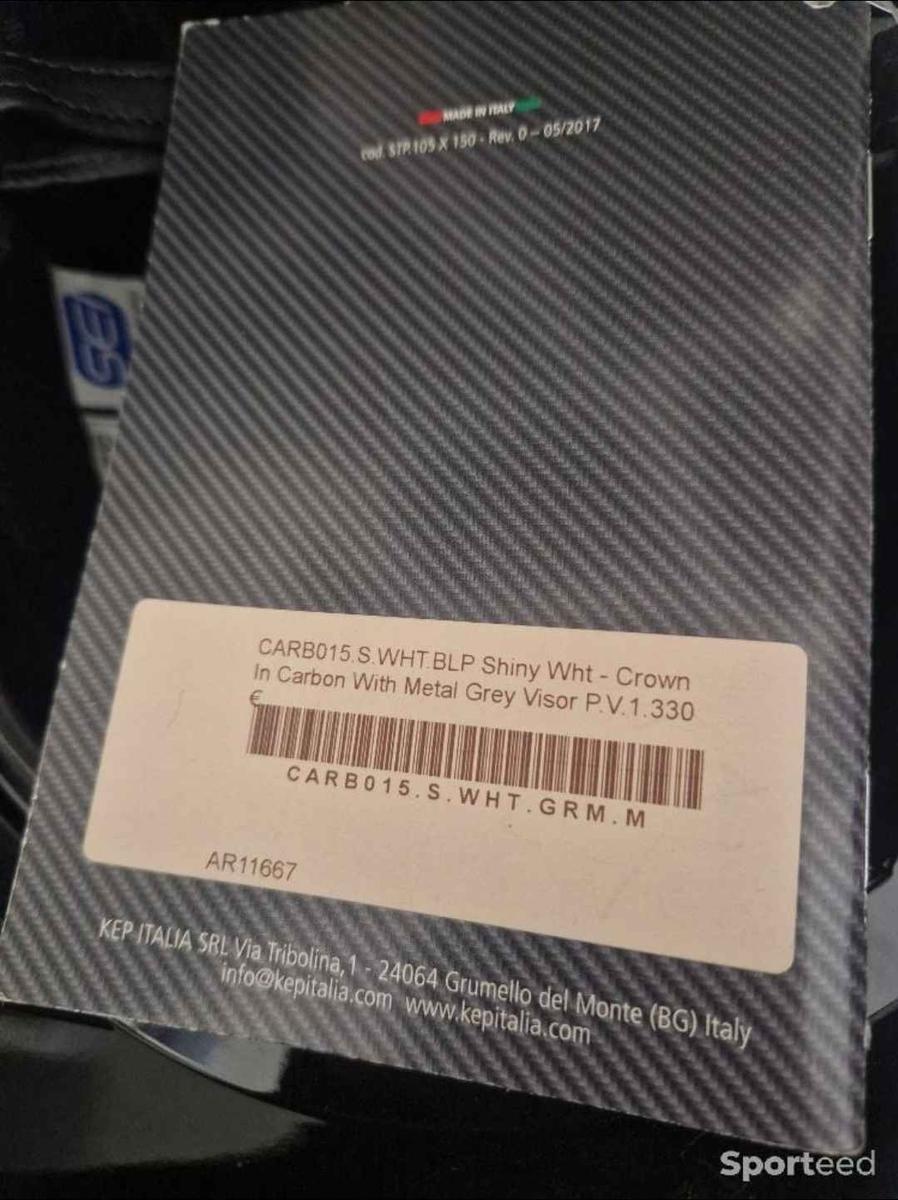 MADE IN ITALY
cod. STP.105 X 150 - Rev. 0 – 05/2017
CARB015.S.WHT.BLP Shiny Wht - Crown
In Carbon With Metal Grey Visor P.V.1.330
€
CARB015.S.WHT.GRM.M
AR11667
KEP ITALIA SRL Via Tribolina,1 - 24064 Grumello del Monte (BG) Italy
info@kepitalia.com www.kepitalia.com
Sporteed